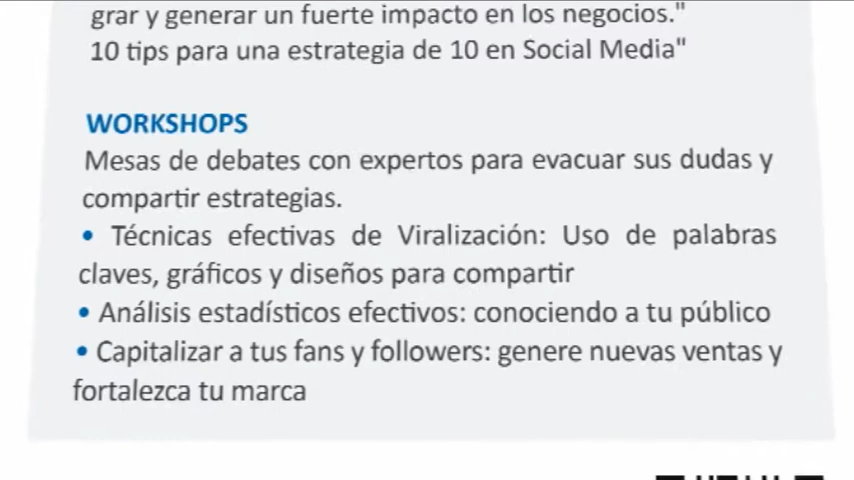 grar y generar un fuerte impacto en los negocios."
10 tips para una estrategia de 10 en Social Media"
WORKSHOPS
Mesas de debates con expertos para evacuar sus dudas y
compartir estrategias.
• Técnicas efectivas de Viralización: Uso de palabras
claves, gráficos y diseños para compartir
• Análisis estadísticos efectivos: conociendo a tu público
• Capitalizar a tus fans y followers: genere nuevas ventas y
fortalezca tu marca